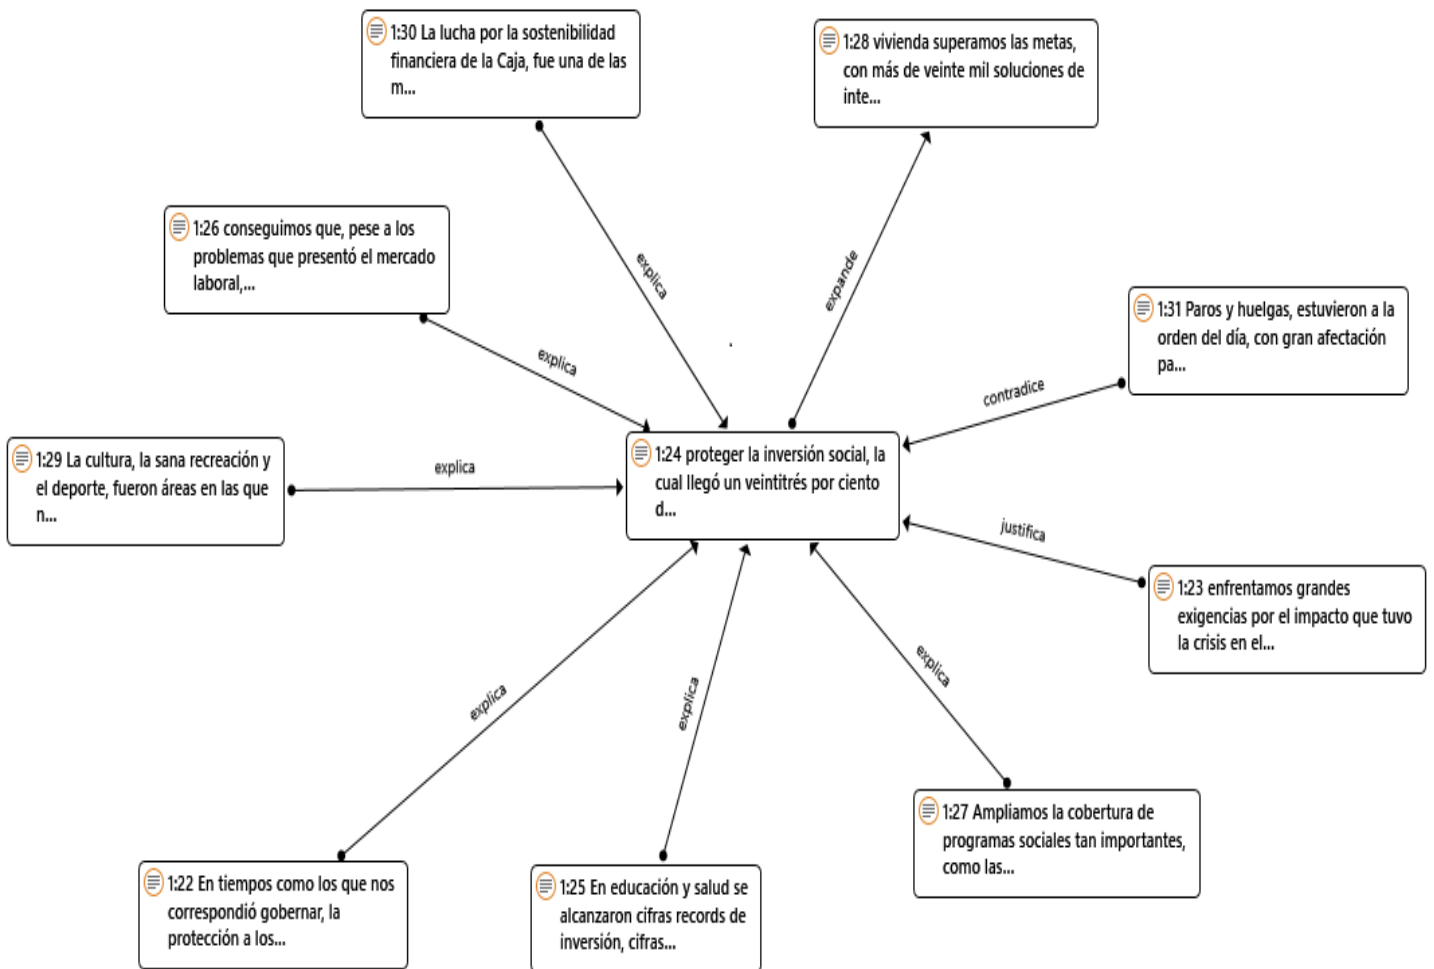 1:30 La lucha por la sostenibilidad
financiera de la Caja, fue una de las
m...
1:28 vivienda superamos las metas,
con más de veinte mil soluciones de
inte...
1:26 conseguimos que, pese a los
problemas que presentó el mercado
laboral,...
explica
expande
1:31 Paros y huelgas, estuvieron a la
orden del día, con gran afectación
pa...
explica
contradice
1:29 La cultura, la sana recreación y
el deporte, fueron áreas en las que
n...
explica
1:24 proteger la inversión social, la
cual llegó un veintitrés por ciento
d...
justifica
1:23 enfrentamos grandes
exigencias por el impacto que tuvo
la crisis en el...
explica
explica
explica
1:27 Ampliamos la cobertura de
programas sociales tan importantes,
como las...
1:22 En tiempos como los que nos
correspondió gobernar, la
protección a los...
1:25 En educación y salud se
alcanzaron cifras records de
inversión, cifras...